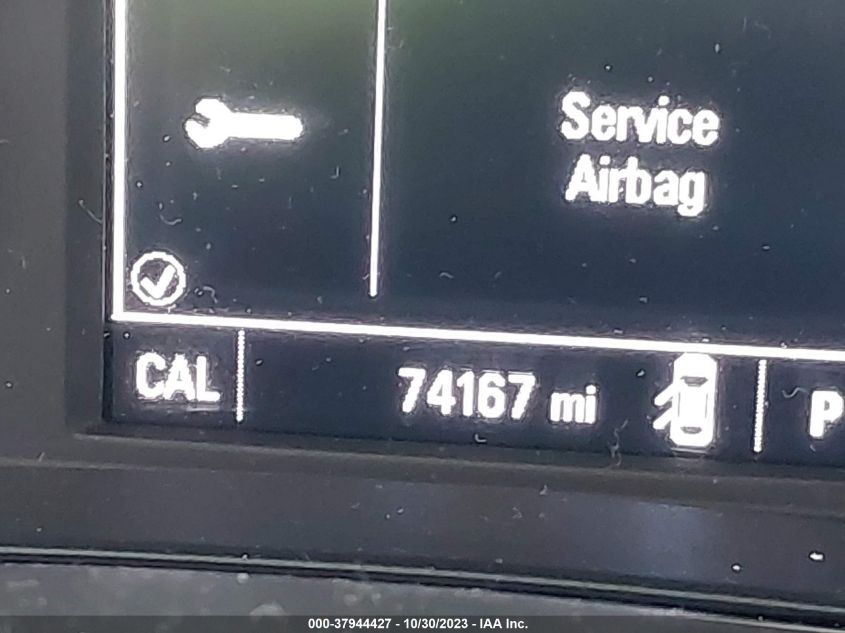 Service
Airbag
CAL 74167 mi P
000-37944427 - 10/30/2023 - IAA Inc.